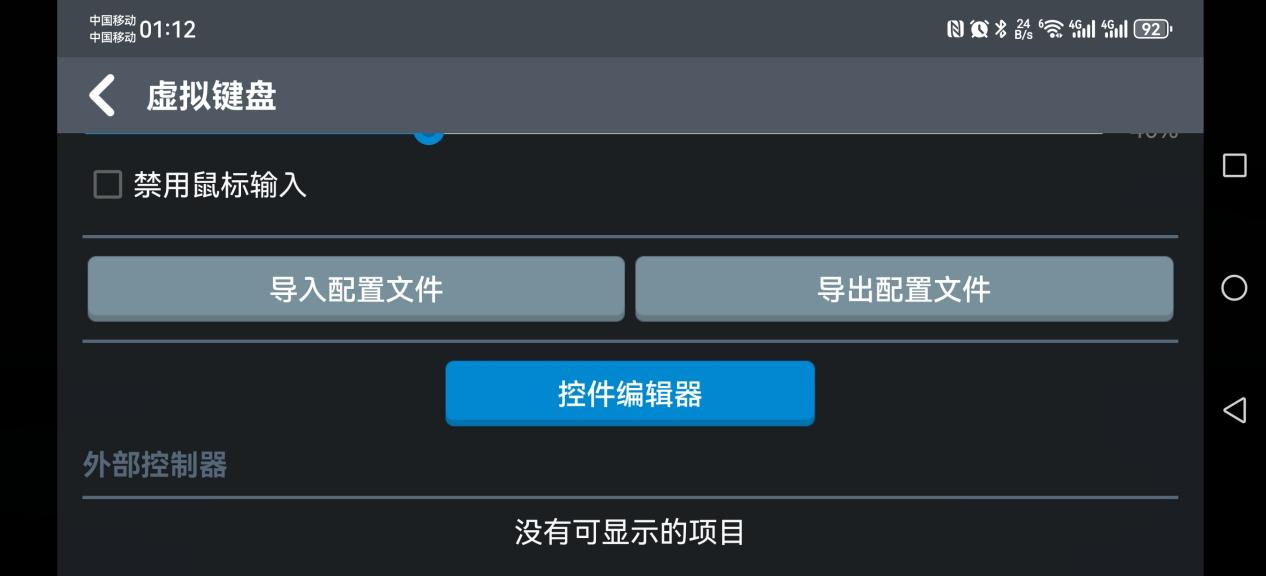 中国移动
中国移动 01:12
24
B/s
6
4G
4G
92
虚拟键盘
禁用鼠标输入
导入配置文件
导出配置文件
控件编辑器
外部控制器
没有可显示的项目